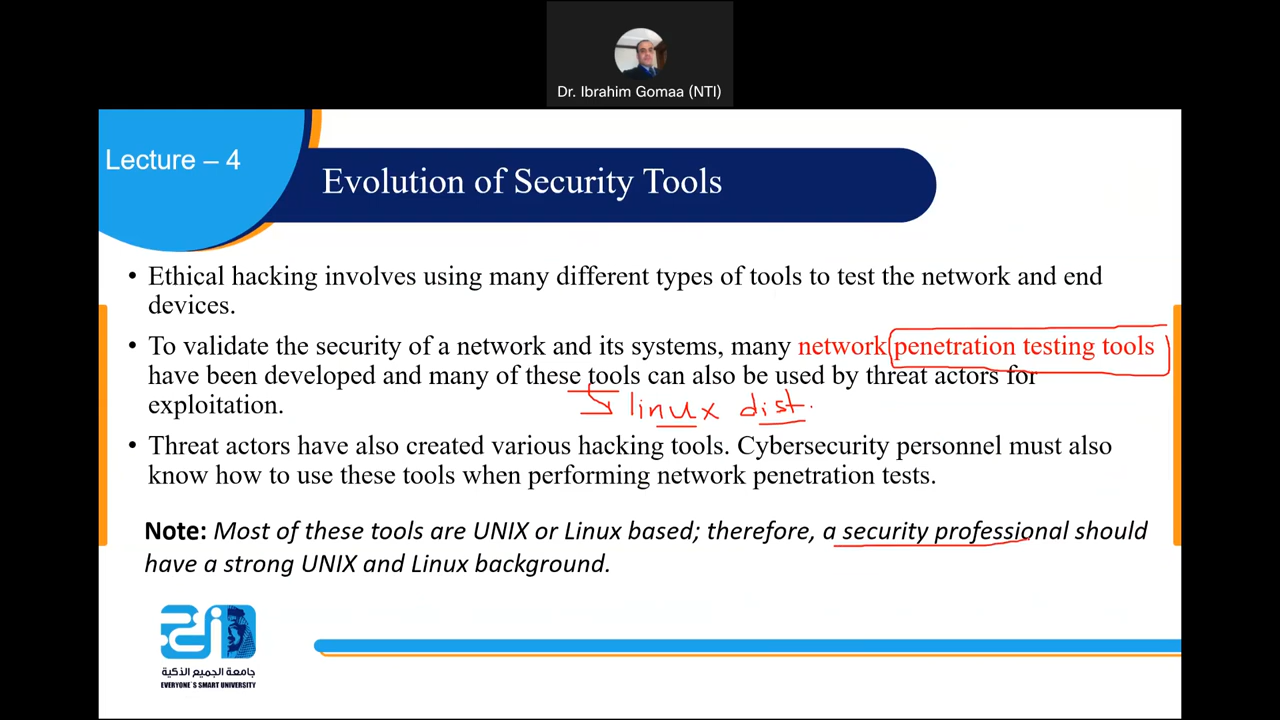 Dr. Ibrahim Gomaa (NTI)
Lecture – 4
Evolution of Security Tools
• Ethical hacking involves using many different types of tools to test the network and end
devices.
• To validate the security of a network and its systems, many network penetration testing tools
have been developed and many of these tools can also be used by threat actors for
exploitation.
linux dist.
• Threat actors have also created various hacking tools. Cybersecurity personnel must also
know how to use these tools when performing network penetration tests.
Note: Most of these tools are UNIX or Linux based; therefore, a security professional should
have a strong UNIX and Linux background.
جامعة الجميع الذكية
EVERYONE`S SMART UNIVERSITY